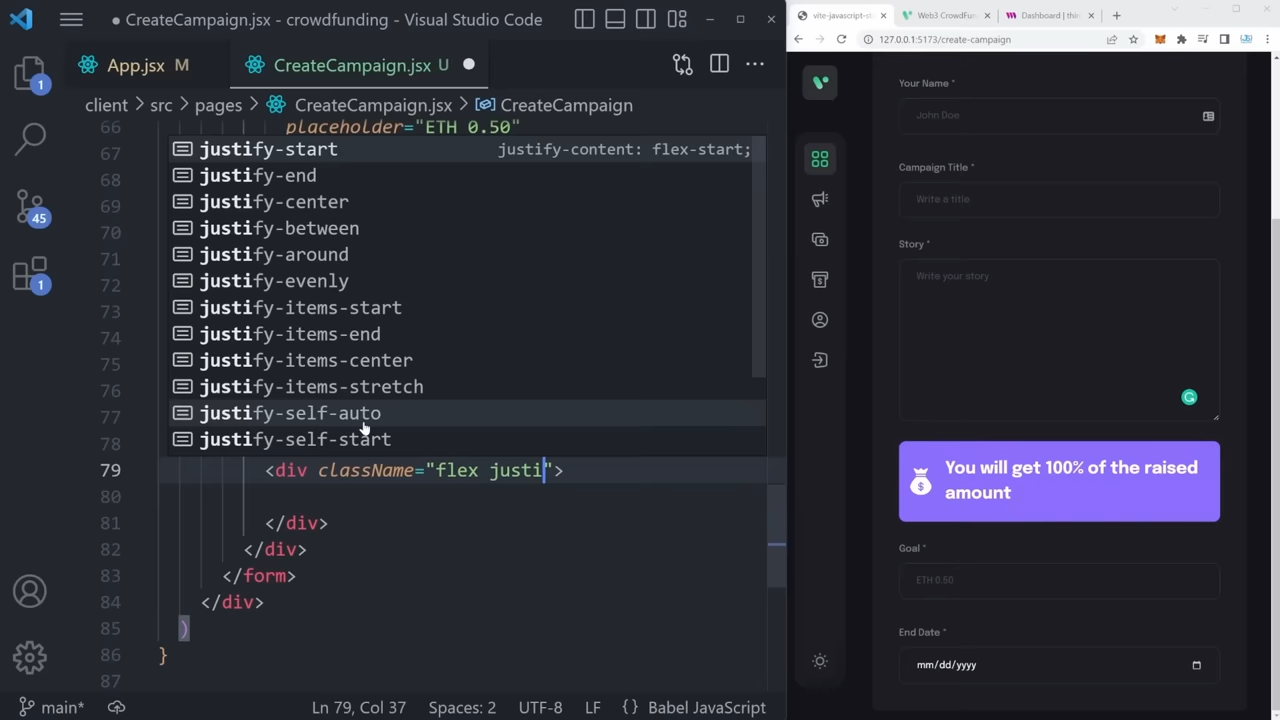 CreateCampaign.jsx - crowdfunding - Visual Studio Code
App.jsx M
CreateCampaign.jsx U
client > src > pages > CreateCampaign.jsx > CreateCampaign
66 placeholder="ETH 0.50"
67
68
69
70
71
72
73
74
75
76
77
78
justify-start justify-content: flex-start;
justify-end
justify-center
justify-between
justify-around
justify-evenly
justify-items-start
justify-items-end
justify-items-center
justify-items-stretch
justify-self-auto
justify-self-start
79 <div className="flex justi">
80
81 </div>
82 </div>
83 </form>
84 </div>
85 )
86 }
87
1
45
1
main*
Ln 79, Col 37
Spaces: 2
UTF-8
LF
{} Babel JavaScript
vite-javascript-st
Web3 CrowdFun
Dashboard | thir
127.0.0.1:5173/create-campaign
Your Name *
John Doe
Campaign Title *
Write a title
Story *
Write your story
You will get 100% of the raised
amount
Goal *
ETH 0.50
End Date *
mm/dd/yyyy